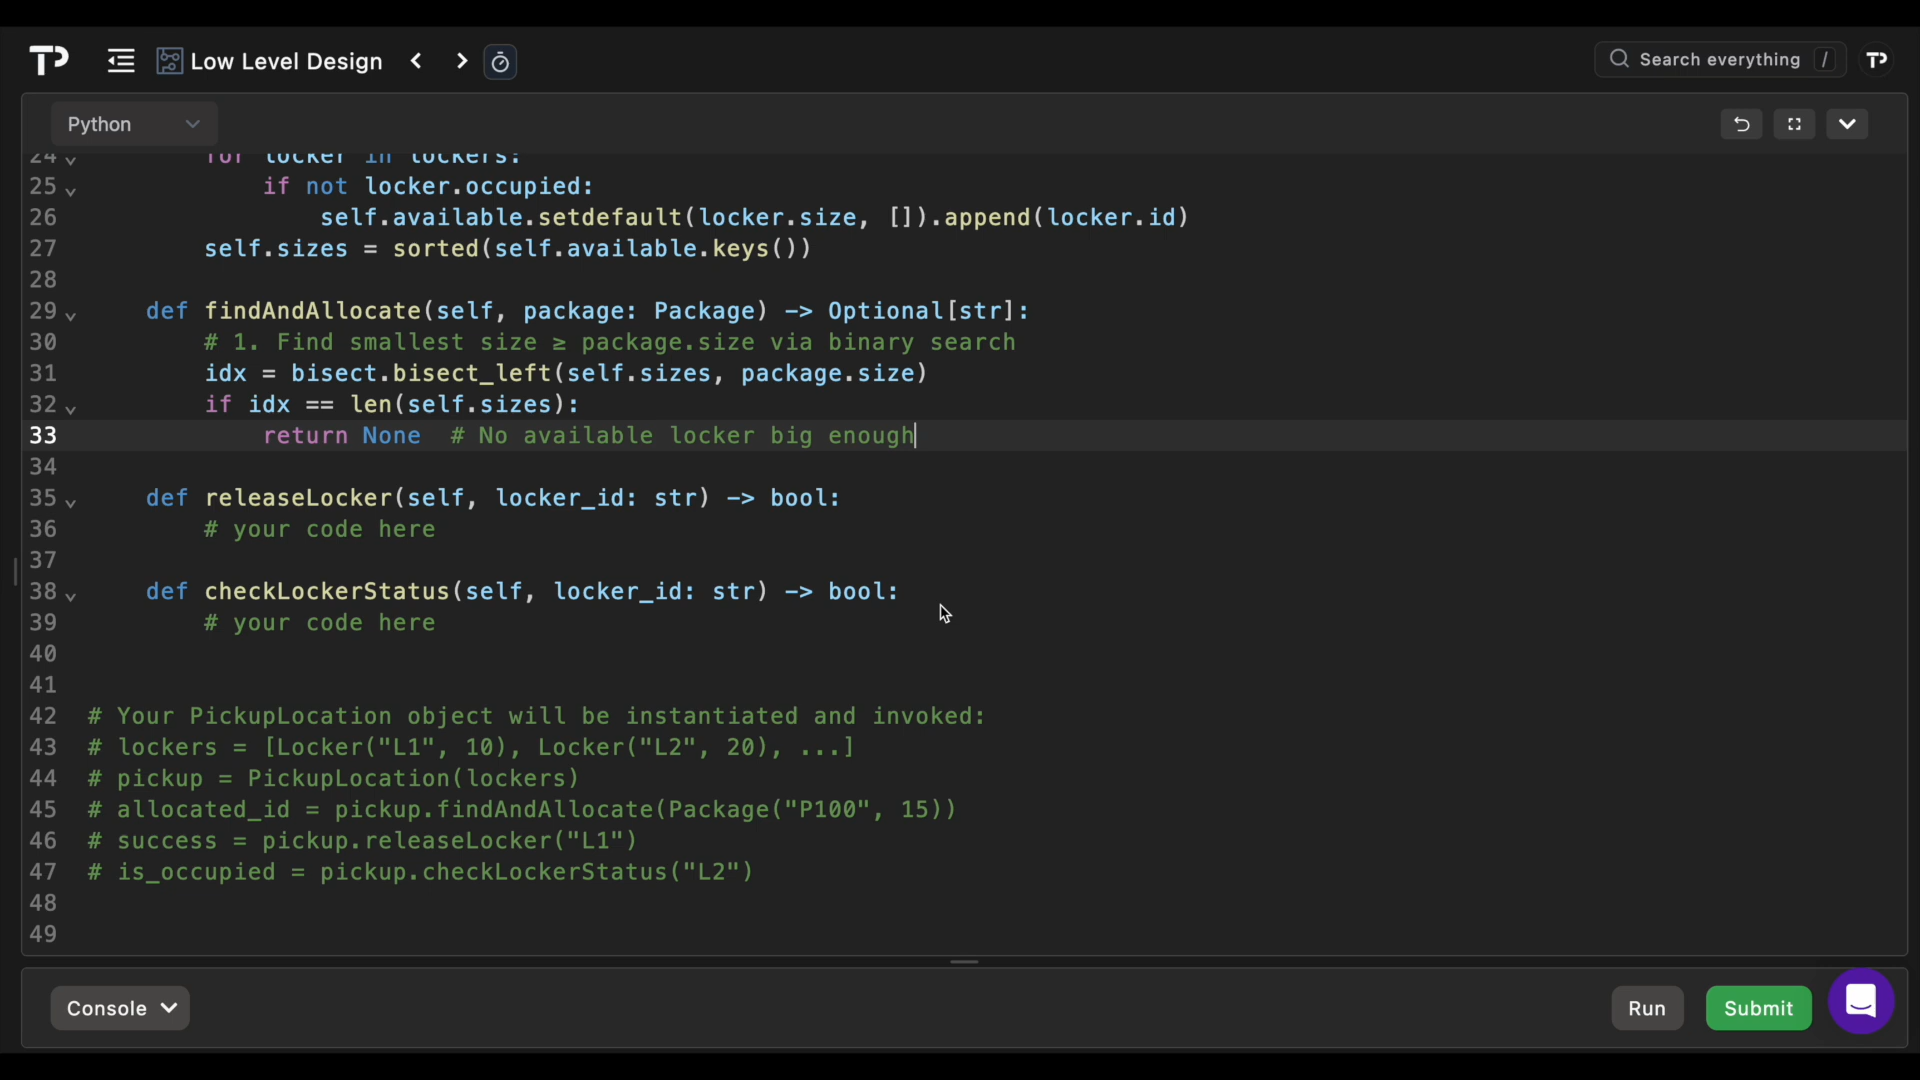 TP Low Level Design Search everything / TP
Python
24 for locker in lockers:
25 if not locker.occupied:
26 self.available.setdefault(locker.size, []).append(locker.id)
27 self.sizes = sorted(self.available.keys())
28
29 def findAndAllocate(self, package: Package) -> Optional[str]:
30 # 1. Find smallest size ≥ package.size via binary search
31 idx = bisect.bisect_left(self.sizes, package.size)
32 if idx == len(self.sizes):
33 return None # No available locker big enough
34
35 def releaseLocker(self, locker_id: str) -> bool:
36 # your code here
37
38 def checkLockerStatus(self, locker_id: str) -> bool:
39 # your code here
40
41
42 # Your PickupLocation object will be instantiated and invoked:
43 # lockers = [Locker("L1", 10), Locker("L2", 20), ...]
44 # pickup = PickupLocation(lockers)
45 # allocated_id = pickup.findAndAllocate(Package("P100", 15))
46 # success = pickup.releaseLocker("L1")
47 # is_occupied = pickup.checkLockerStatus("L2")
48
49
Console Run Submit